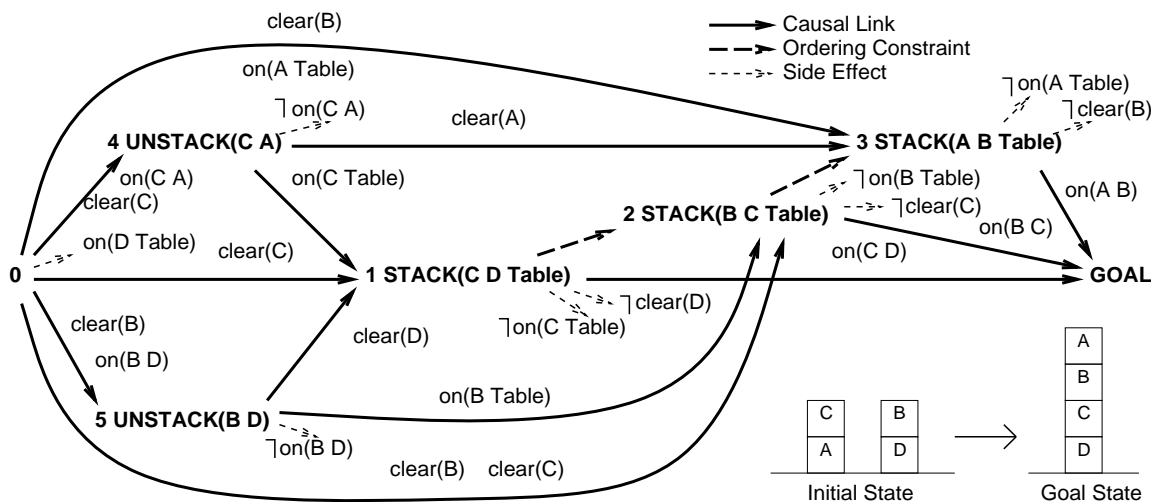 clear(B)
Causal Link
Ordering Constraint
Side Effect
on(A Table)
¬on(C A)
clear(A)
¬on(A Table)
¬clear(B)
4 UNSTACK(C A)
3 STACK(A B Table)
on(C A)
clear(C)
on(C Table)
¬on(B Table)
on(A B)
2 STACK(B C Table)
¬clear(C)
on(D Table)
clear(C)
on(B C)
on(C D)
0
1 STACK(C D Table)
GOAL
¬clear(D)
clear(B)
clear(D)
¬on(C Table)
on(B D)
A
on(B Table)
B
5 UNSTACK(B D)
C B C
¬on(B D)
A D D
clear(B) clear(C)
Initial State Goal State